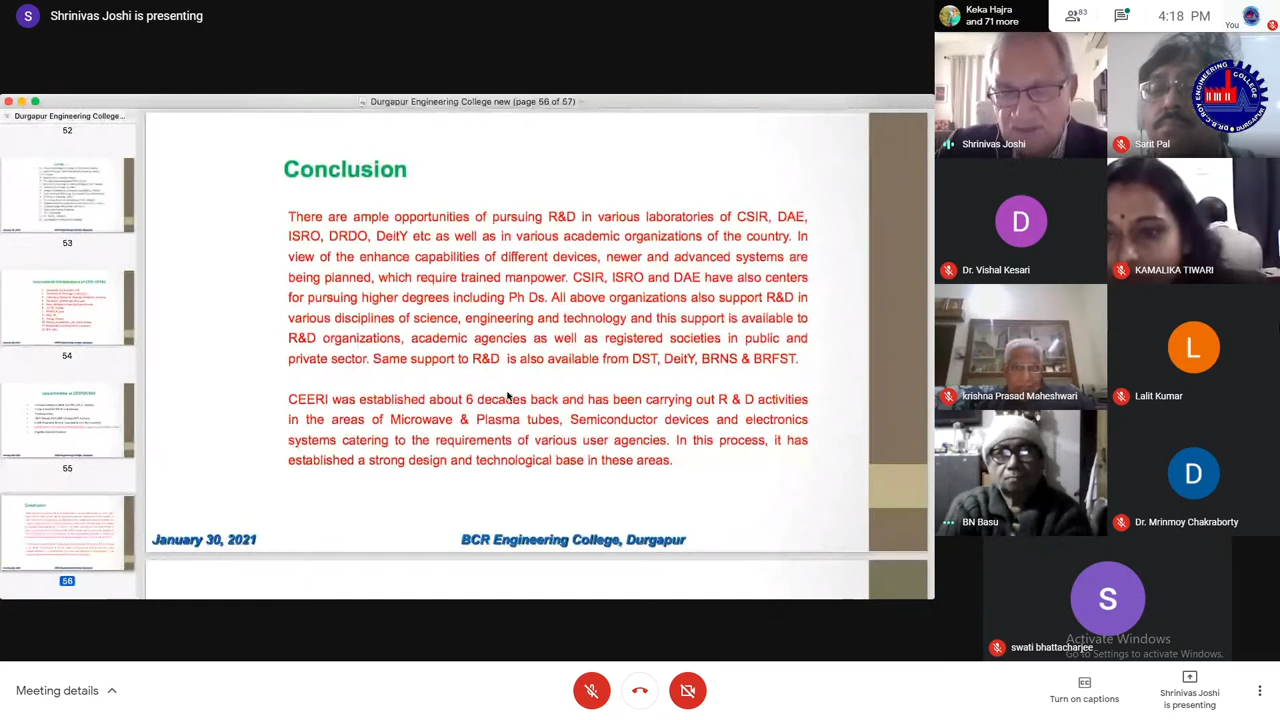 S
Shrinivas Joshi is presenting
Keka Hajra
and 71 more
83
4:18 PM
You
Durgapur Engineering College new (page 56 of 57)
Durgapur Engineering College...
52
53
54
55
56
Conclusion
There are ample opportunities of pursuing R&D in various laboratories of CSIR, DAE,
ISRO, DRDO, DeitY etc as well as in various academic organizations of the country. In
view of the enhance capabilities of different devices, newer and advanced systems are
being planned, which require trained manpower. CSIR, ISRO and DAE have also centers
for pursuing higher degrees including Ph Ds. All above organizations also support R&D in
various disciplines of science, engineering and technology and this support is available to
R&D organizations, academic agencies as well as registered societies in public and
private sector. Same support to R&D is also available from DST, DeitY, BRNS & BRFST.
CEERI was established about 6 decades back and has been carrying out R & D activities
in the areas of Microwave & plasma tubes, Semiconductor devices and electronics
systems catering to the requirements of various user agencies. In this process, it has
established a strong design and technological base in these areas.
January 30, 2021
BCR Engineering College, Durgapur
Conclusion
Shrinivas Joshi
Sarit Pal
DR. B.C. ROY ENGINEERING COLLEGE DURGAPUR
D
Dr. Vishal Kesari
KAMALIKA TIWARI
krishna Prasad Maheshwari
L
Lalit Kumar
BN Basu
D
Dr. Mrinmoy Chakraborty
S
swati bhattacharjee
Activate Windows
Go to Settings to activate Windows.
Meeting details
CC
Turn on captions
Shrinivas Joshi
is presenting